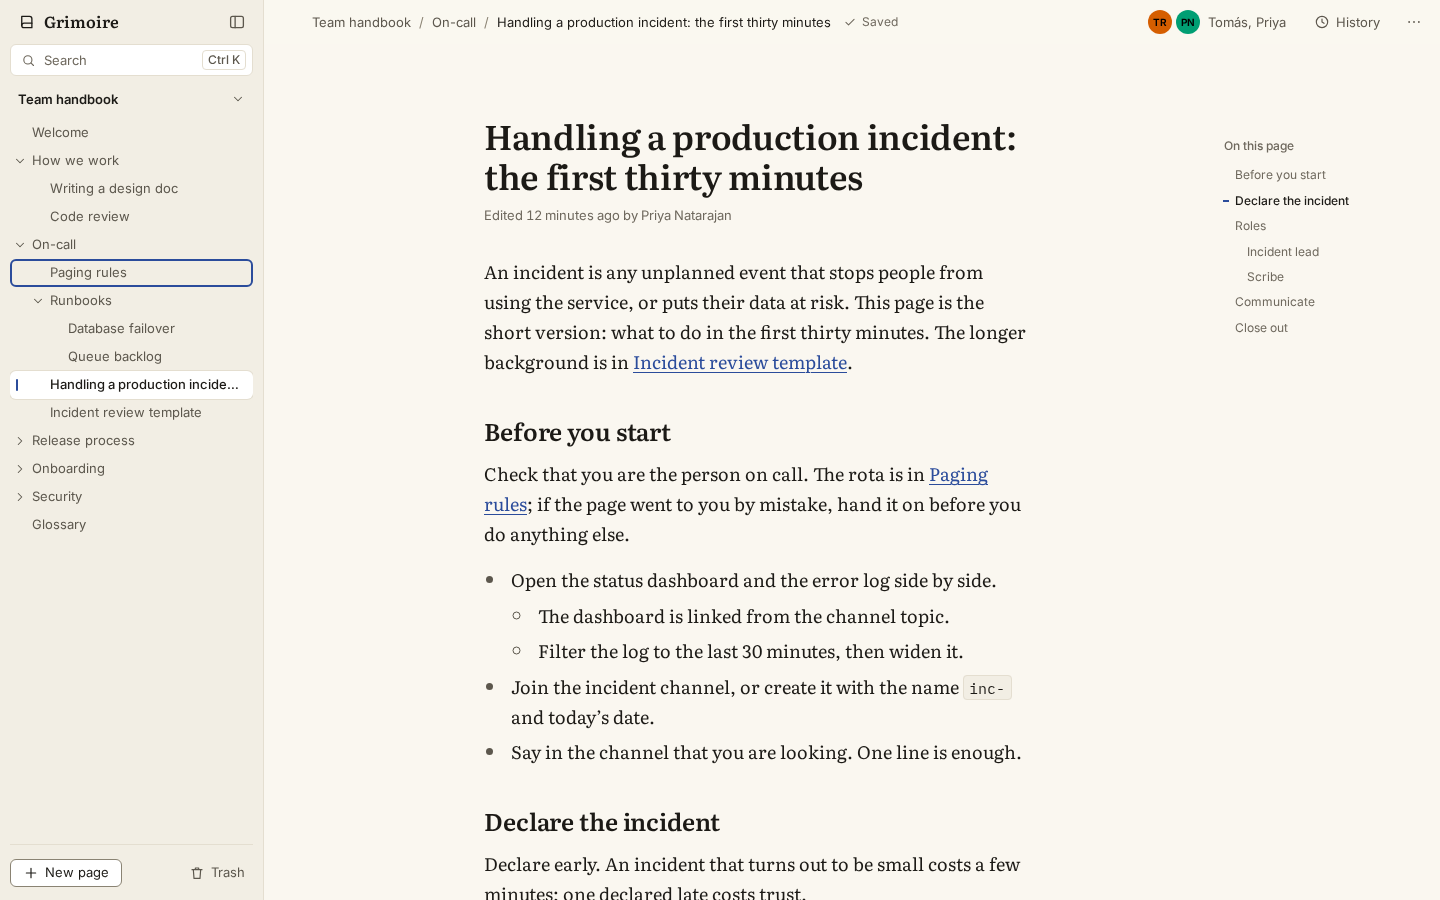 Grimoire
Search
Ctrl K
Team handbook
Welcome
How we work
Writing a design doc
Code review
On-call
Paging rules
Runbooks
Database failover
Queue backlog
Handling a production incide...
Incident review template
Release process
Onboarding
Security
Glossary
New page
Trash
Team handbook / On-call / Handling a production incident: the first thirty minutes
Saved
TR
PN
Tomás, Priya
History
Handling a production incident:
the first thirty minutes
Edited 12 minutes ago by Priya Natarajan
An incident is any unplanned event that stops people from
using the service, or puts their data at risk. This page is the
short version: what to do in the first thirty minutes. The longer
background is in Incident review template.
Before you start
Check that you are the person on call. The rota is in Paging
rules; if the page went to you by mistake, hand it on before you
do anything else.
Open the status dashboard and the error log side by side.
The dashboard is linked from the channel topic.
Filter the log to the last 30 minutes, then widen it.
Join the incident channel, or create it with the name inc-
and today’s date.
Say in the channel that you are looking. One line is enough.
Declare the incident
Declare early. An incident that turns out to be small costs a few
minutes; one declared late costs trust.
On this page
Before you start
Declare the incident
Roles
Incident lead
Scribe
Communicate
Close out